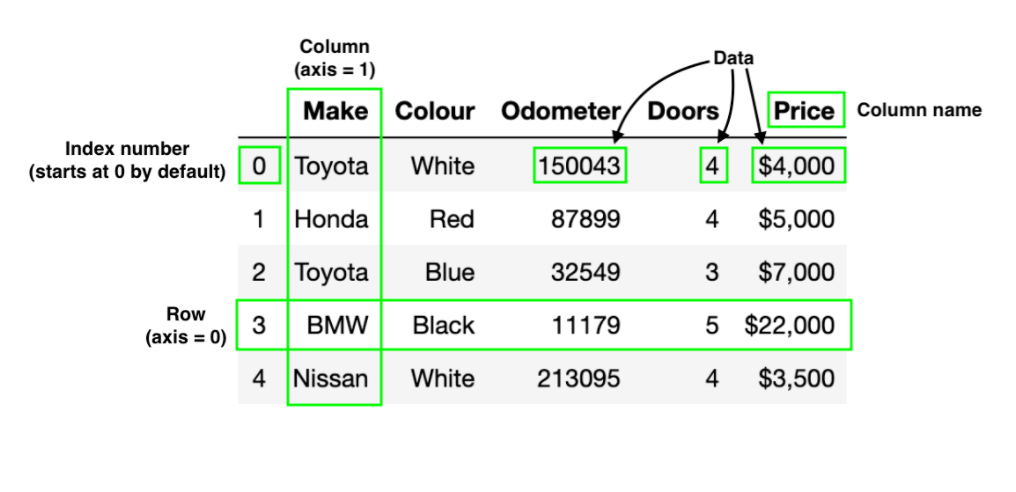 Column
(axis = 1)
Data
Make Colour Odometer Doors Price Column name
Index number
(starts at 0 by default)
0 Toyota White 150043 4 $4,000
1 Honda Red 87899 4 $5,000
2 Toyota Blue 32549 3 $7,000
Row
(axis = 0)
3 BMW Black 11179 5 $22,000
4 Nissan White 213095 4 $3,500